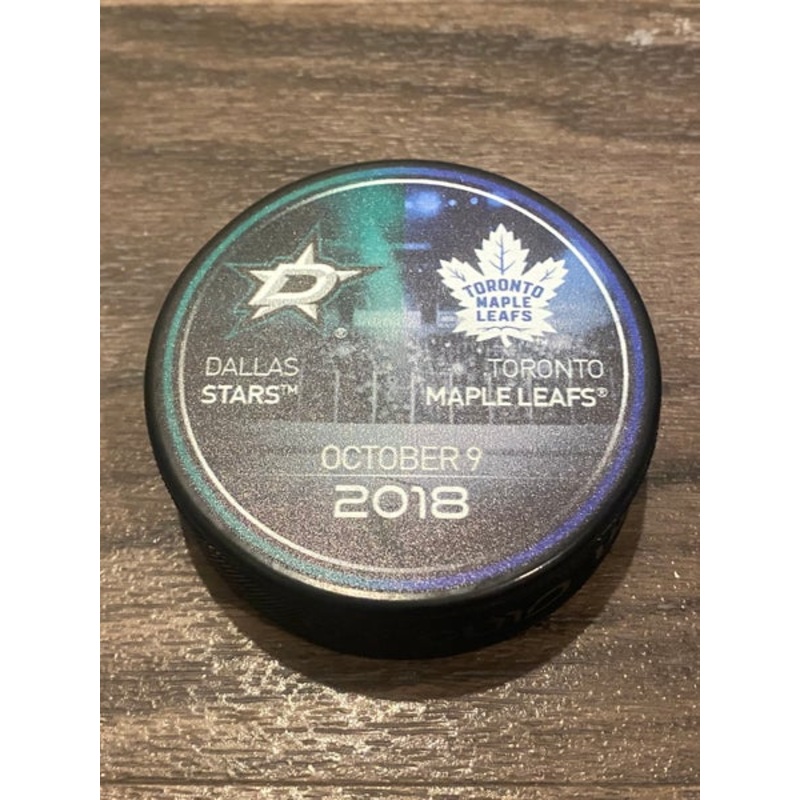 D
®
TORONTO
MAPLE
LEAFS
DALLAS
STARS™
TORONTO
MAPLE LEAFS®
OCTOBER 9
2018